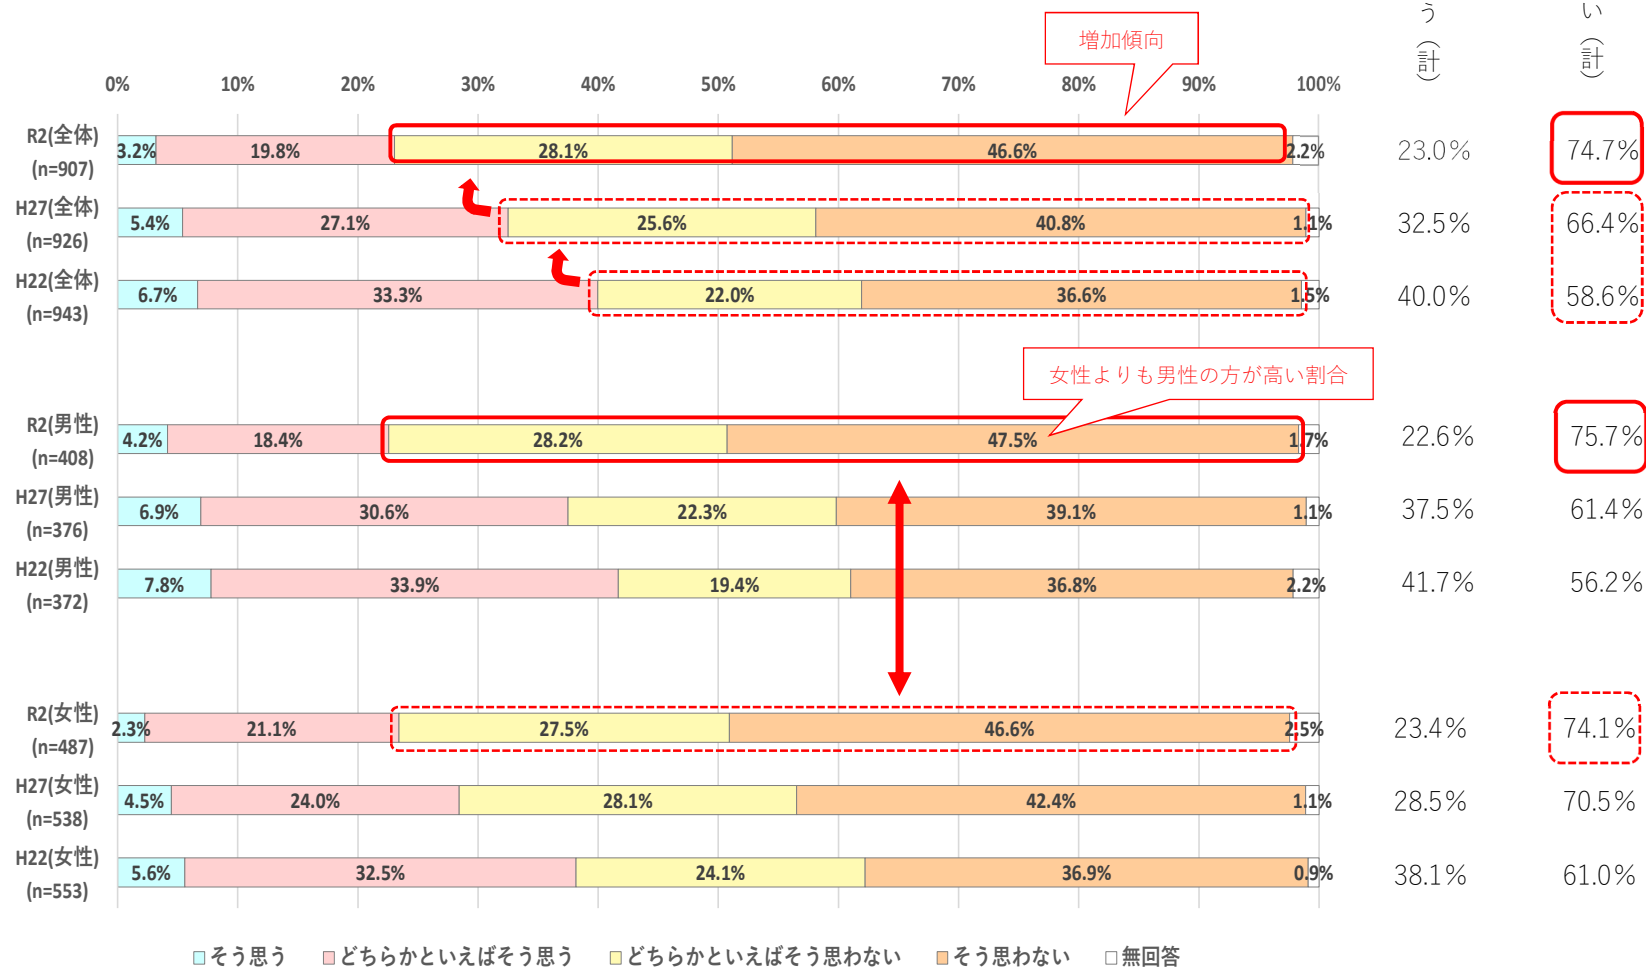 う（計）
い（計）
増加傾向
0% 10% 20% 30% 40% 50% 60% 70% 80% 90% 100%
R2(全体)
(n=907)
3.2% 19.8% 28.1% 46.6% 2.2% 23.0% 74.7%
H27(全体)
(n=926)
5.4% 27.1% 25.6% 40.8% 1.1% 32.5% 66.4%
H22(全体)
(n=943)
6.7% 33.3% 22.0% 36.6% 1.5% 40.0% 58.6%
女性よりも男性の方が高い割合
R2(男性)
(n=408)
4.2% 18.4% 28.2% 47.5% 1.7% 22.6% 75.7%
H27(男性)
(n=376)
6.9% 30.6% 22.3% 39.1% 1.1% 37.5% 61.4%
H22(男性)
(n=372)
7.8% 33.9% 19.4% 36.8% 2.2% 41.7% 56.2%
R2(女性)
(n=487)
2.3% 21.1% 27.5% 46.6% 2.5% 23.4% 74.1%
H27(女性)
(n=538)
4.5% 24.0% 28.1% 42.4% 1.1% 28.5% 70.5%
H22(女性)
(n=553)
5.6% 32.5% 24.1% 36.9% 0.9% 38.1% 61.0%
そう思う どちらかといえばそう思う どちらかといえばそう思わない そう思わない 無回答